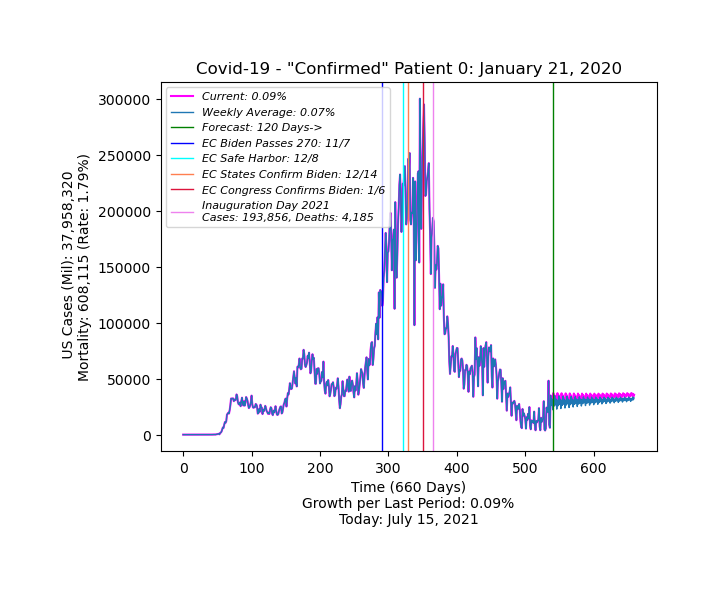 Covid-19 - "Confirmed" Patient 0: January 21, 2020
Current: 0.09%
Weekly Average: 0.07%
Forecast: 120 Days->
EC Biden Passes 270: 11/7
EC Safe Harbor: 12/8
EC States Confirm Biden: 12/14
EC Congress Confirms Biden: 1/6
Inauguration Day 2021
Cases: 193,856, Deaths: 4,185
300000
250000
200000
150000
100000
50000
0
US Cases (Mil): 37,958,320
Mortality: 608,115 (Rate: 1.79%)
0 100 200 300 400 500 600
Time (660 Days)
Growth per Last Period: 0.09%
Today: July 15, 2021